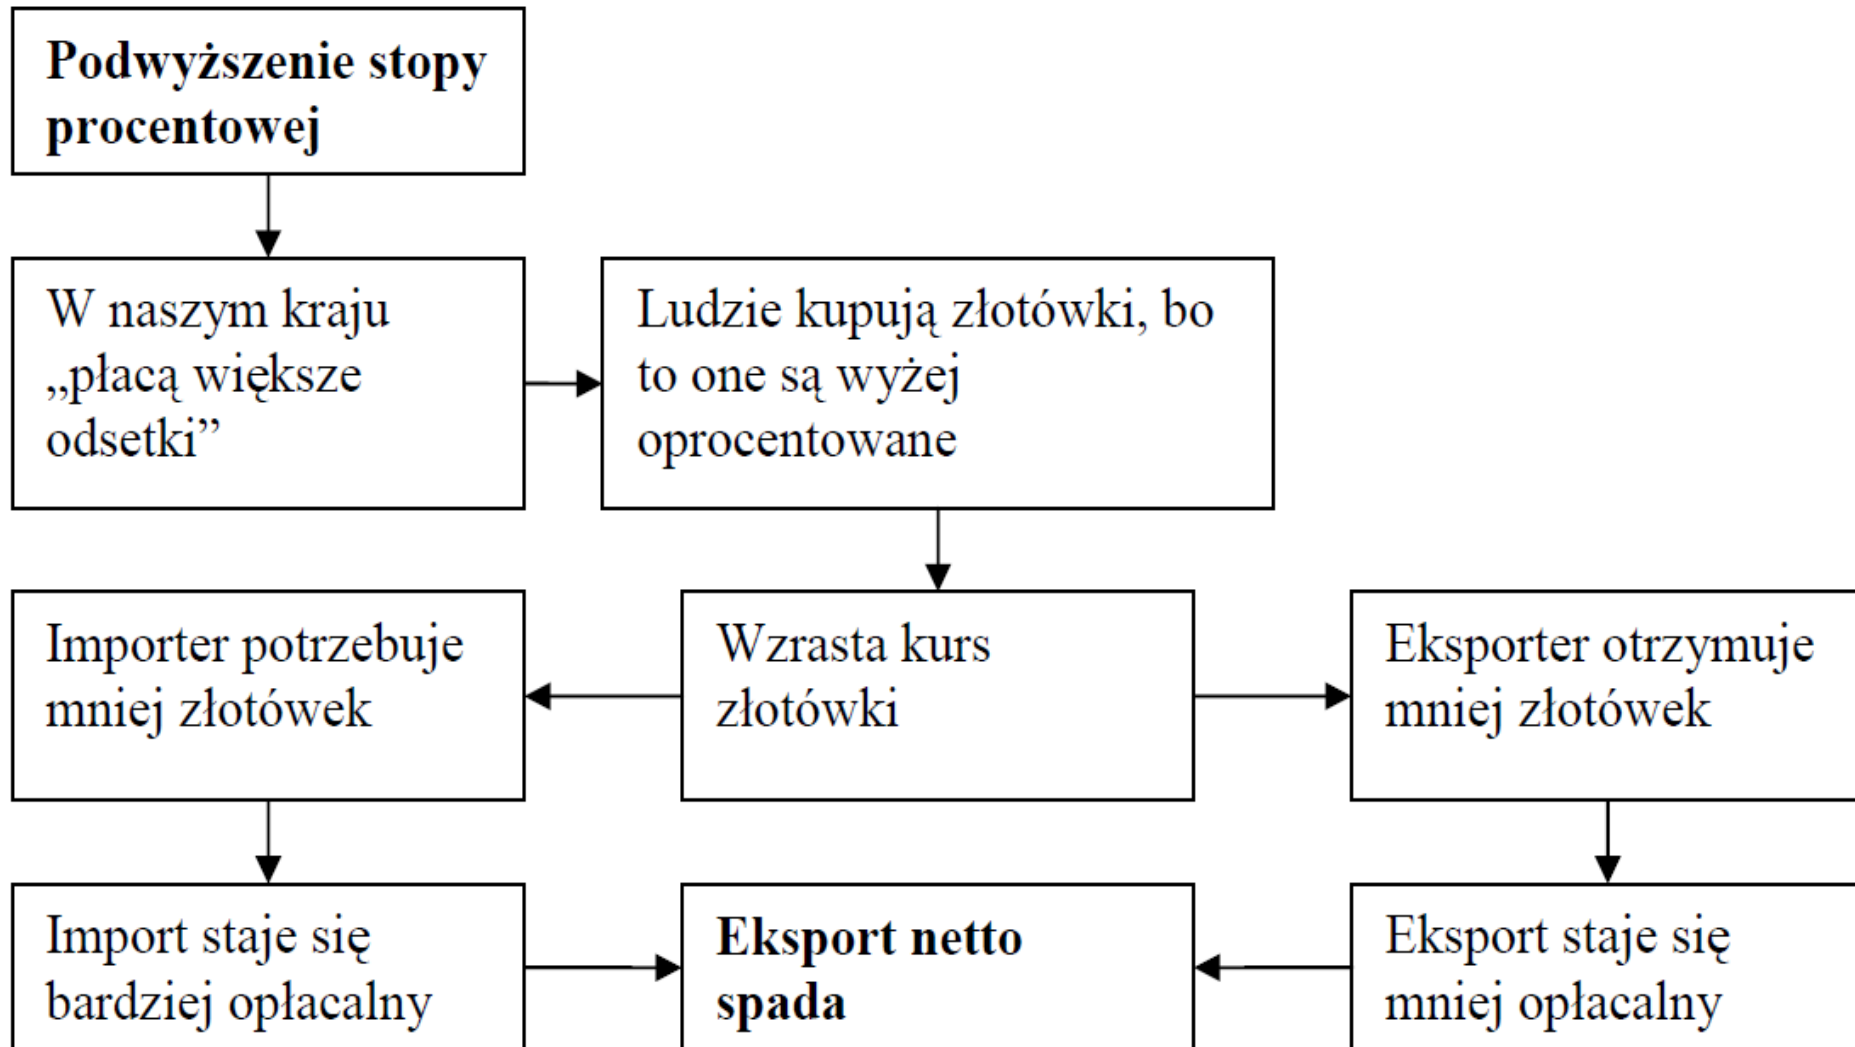 Podwyższenie stopy
procentowej
W naszym kraju
„płacą większe
odsetki”
Ludzie kupują złotówki, bo
to one są wyżej
oprocentowane
Importer potrzebuje
mniej złotówek
Wzrasta kurs
złotówki
Eksporter otrzymuje
mniej złotówek
Import staje się
bardziej opłacalny
Eksport netto
spada
Eksport staje się
mniej opłacalny